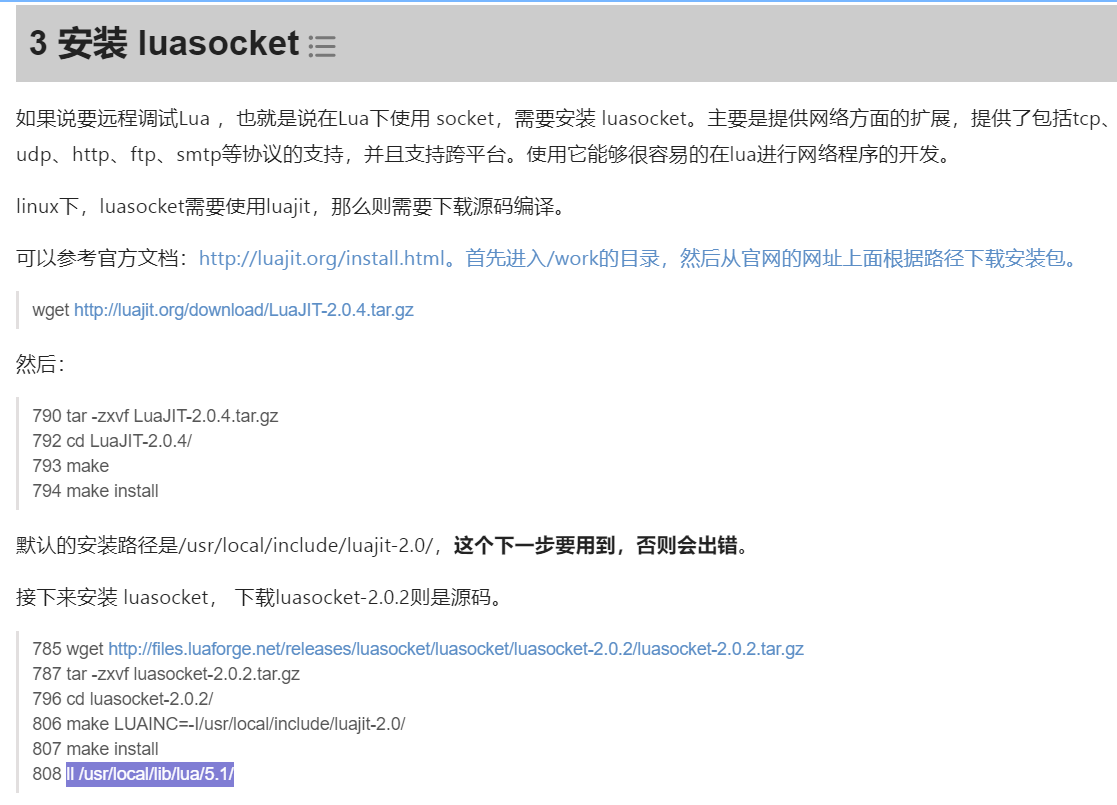 3 安装 luasocket
如果说要远程调试Lua ，也就是说在Lua下使用 socket，需要安装 luasocket。主要是提供网络方面的扩展，提供了包括tcp、
udp、http、ftp、smtp等协议的支持，并且支持跨平台。使用它能够很容易的在lua进行网络程序的开发。
linux下，luasocket需要使用luajit，那么则需要下载源码编译。
可以参考官方文档：http://luajit.org/install.html。首先进入/work的目录，然后从官网的网址上面根据路径下载安装包。
wget http://luajit.org/download/LuaJIT-2.0.4.tar.gz
然后：
790 tar -zxvf LuaJIT-2.0.4.tar.gz
792 cd LuaJIT-2.0.4/
793 make
794 make install
默认的安装路径是/usr/local/include/luajit-2.0/，这个下一步要用到，否则会出错。
接下来安装 luasocket， 下载luasocket-2.0.2则是源码。
785 wget http://files.luaforge.net/releases/luasocket/luasocket/luasocket-2.0.2/luasocket-2.0.2.tar.gz
787 tar -zxvf luasocket-2.0.2.tar.gz
796 cd luasocket-2.0.2/
806 make LUAINC=-I/usr/local/include/luajit-2.0/
807 make install
808 ll /usr/local/lib/lua/5.1/